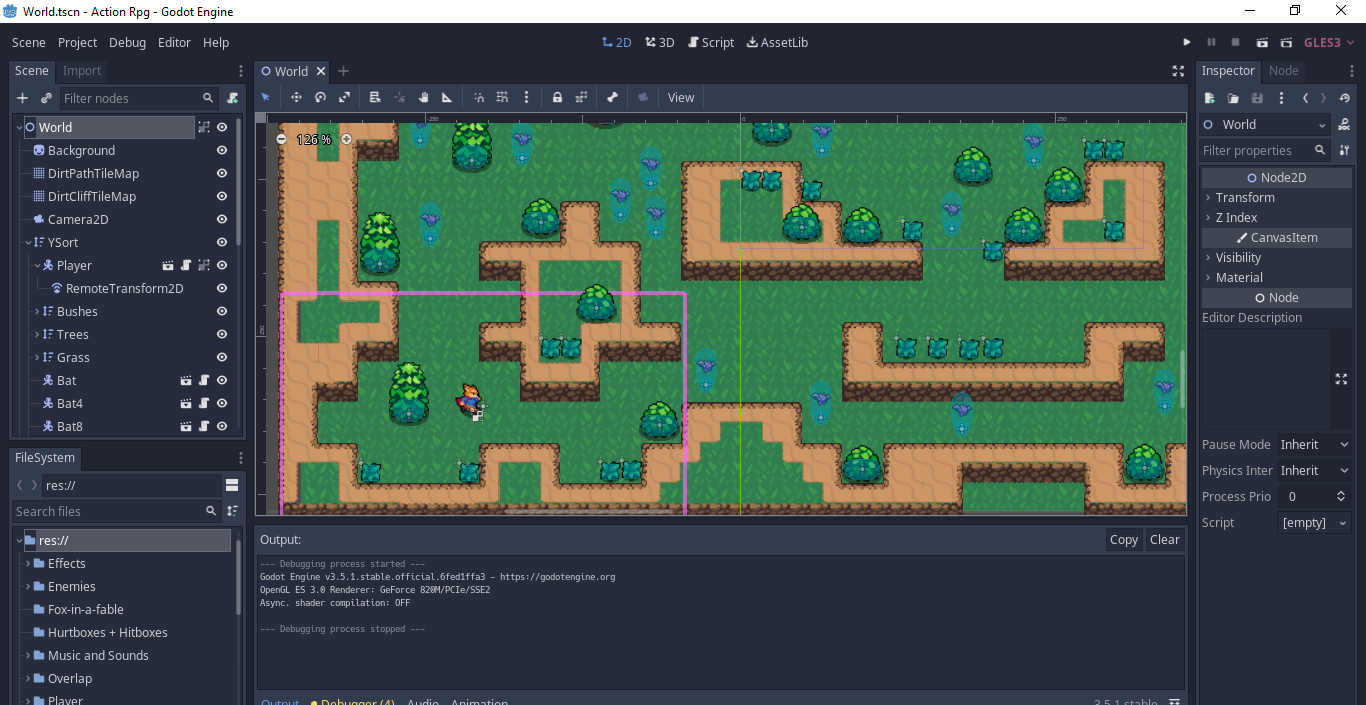 World.tscn - Action Rpg - Godot Engine
Scene Project Debug Editor Help
2D 3D Script AssetLib
GLES3
Scene Import
Filter nodes
World
Background
DirtPathTileMap
DirtCliffTileMap
Camera2D
YSort
Player
RemoteTransform2D
Bushes
Trees
Grass
Bat
Bat4
Bat8
FileSystem
res://
Search files
res://
Effects
Enemies
Fox-in-a-fable
Hurtboxes + Hitboxes
Music and Sounds
Overlap
Player
World
View
-250 0 250
126 %
250
Output:
Copy Clear
--- Debugging process started ---
Godot Engine v3.5.1.stable.official.6fed1ffa3 - https://godotengine.org
OpenGL ES 3.0 Renderer: GeForce 820M/PCIe/SSE2
Async. shader compilation: OFF
--- Debugging process stopped ---
Output Debugger (4) Audio Animation
3.5.1.stable
Inspector Node
World
Filter properties
Node2D
Transform
Z Index
CanvasItem
Visibility
Material
Node
Editor Description
Pause Mode Inherit
Physics Inter Inherit
Process Prio 0
Script [empty]